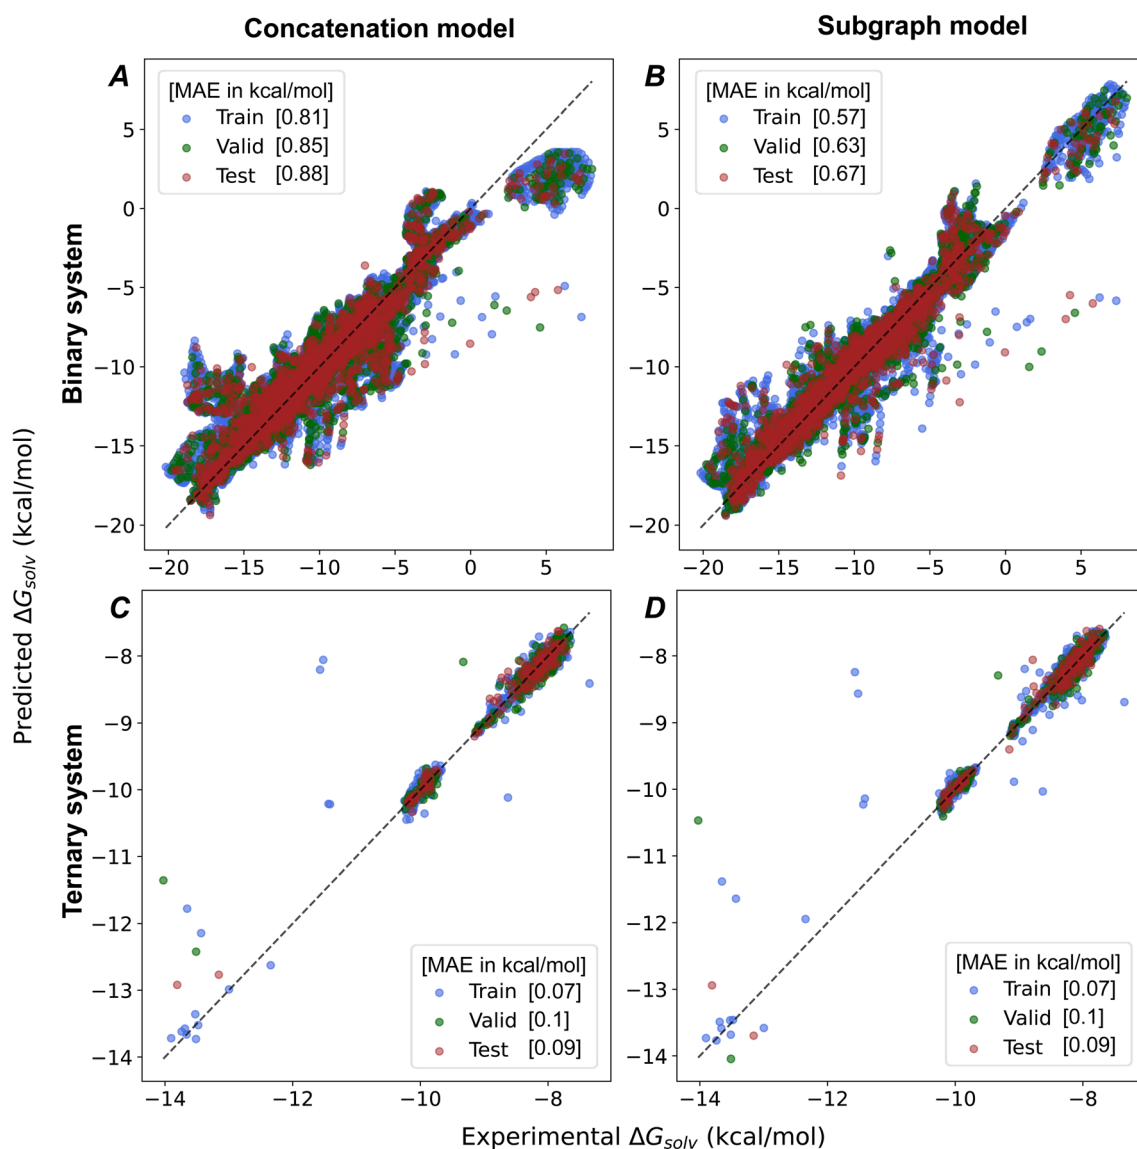 Concatenation model
Subgraph model
A
[MAE in kcal/mol]
Train [0.81]
Valid [0.85]
Test [0.88]
5
0
−5
−10
−15
−20
−20 −15 −10 −5 0 5
B
[MAE in kcal/mol]
Train [0.57]
Valid [0.63]
Test [0.67]
5
0
−5
−10
−15
−20
−20 −15 −10 −5 0 5
Binary system
Predicted ΔG_solv (kcal/mol)
Ternary system
C
−8
−9
−10
−11
−12
−13
−14
[MAE in kcal/mol]
Train [0.07]
Valid [0.1]
Test [0.09]
−14 −12 −10 −8
D
−8
−9
−10
−11
−12
−13
−14
[MAE in kcal/mol]
Train [0.07]
Valid [0.1]
Test [0.09]
−14 −12 −10 −8
Experimental ΔG_solv (kcal/mol)